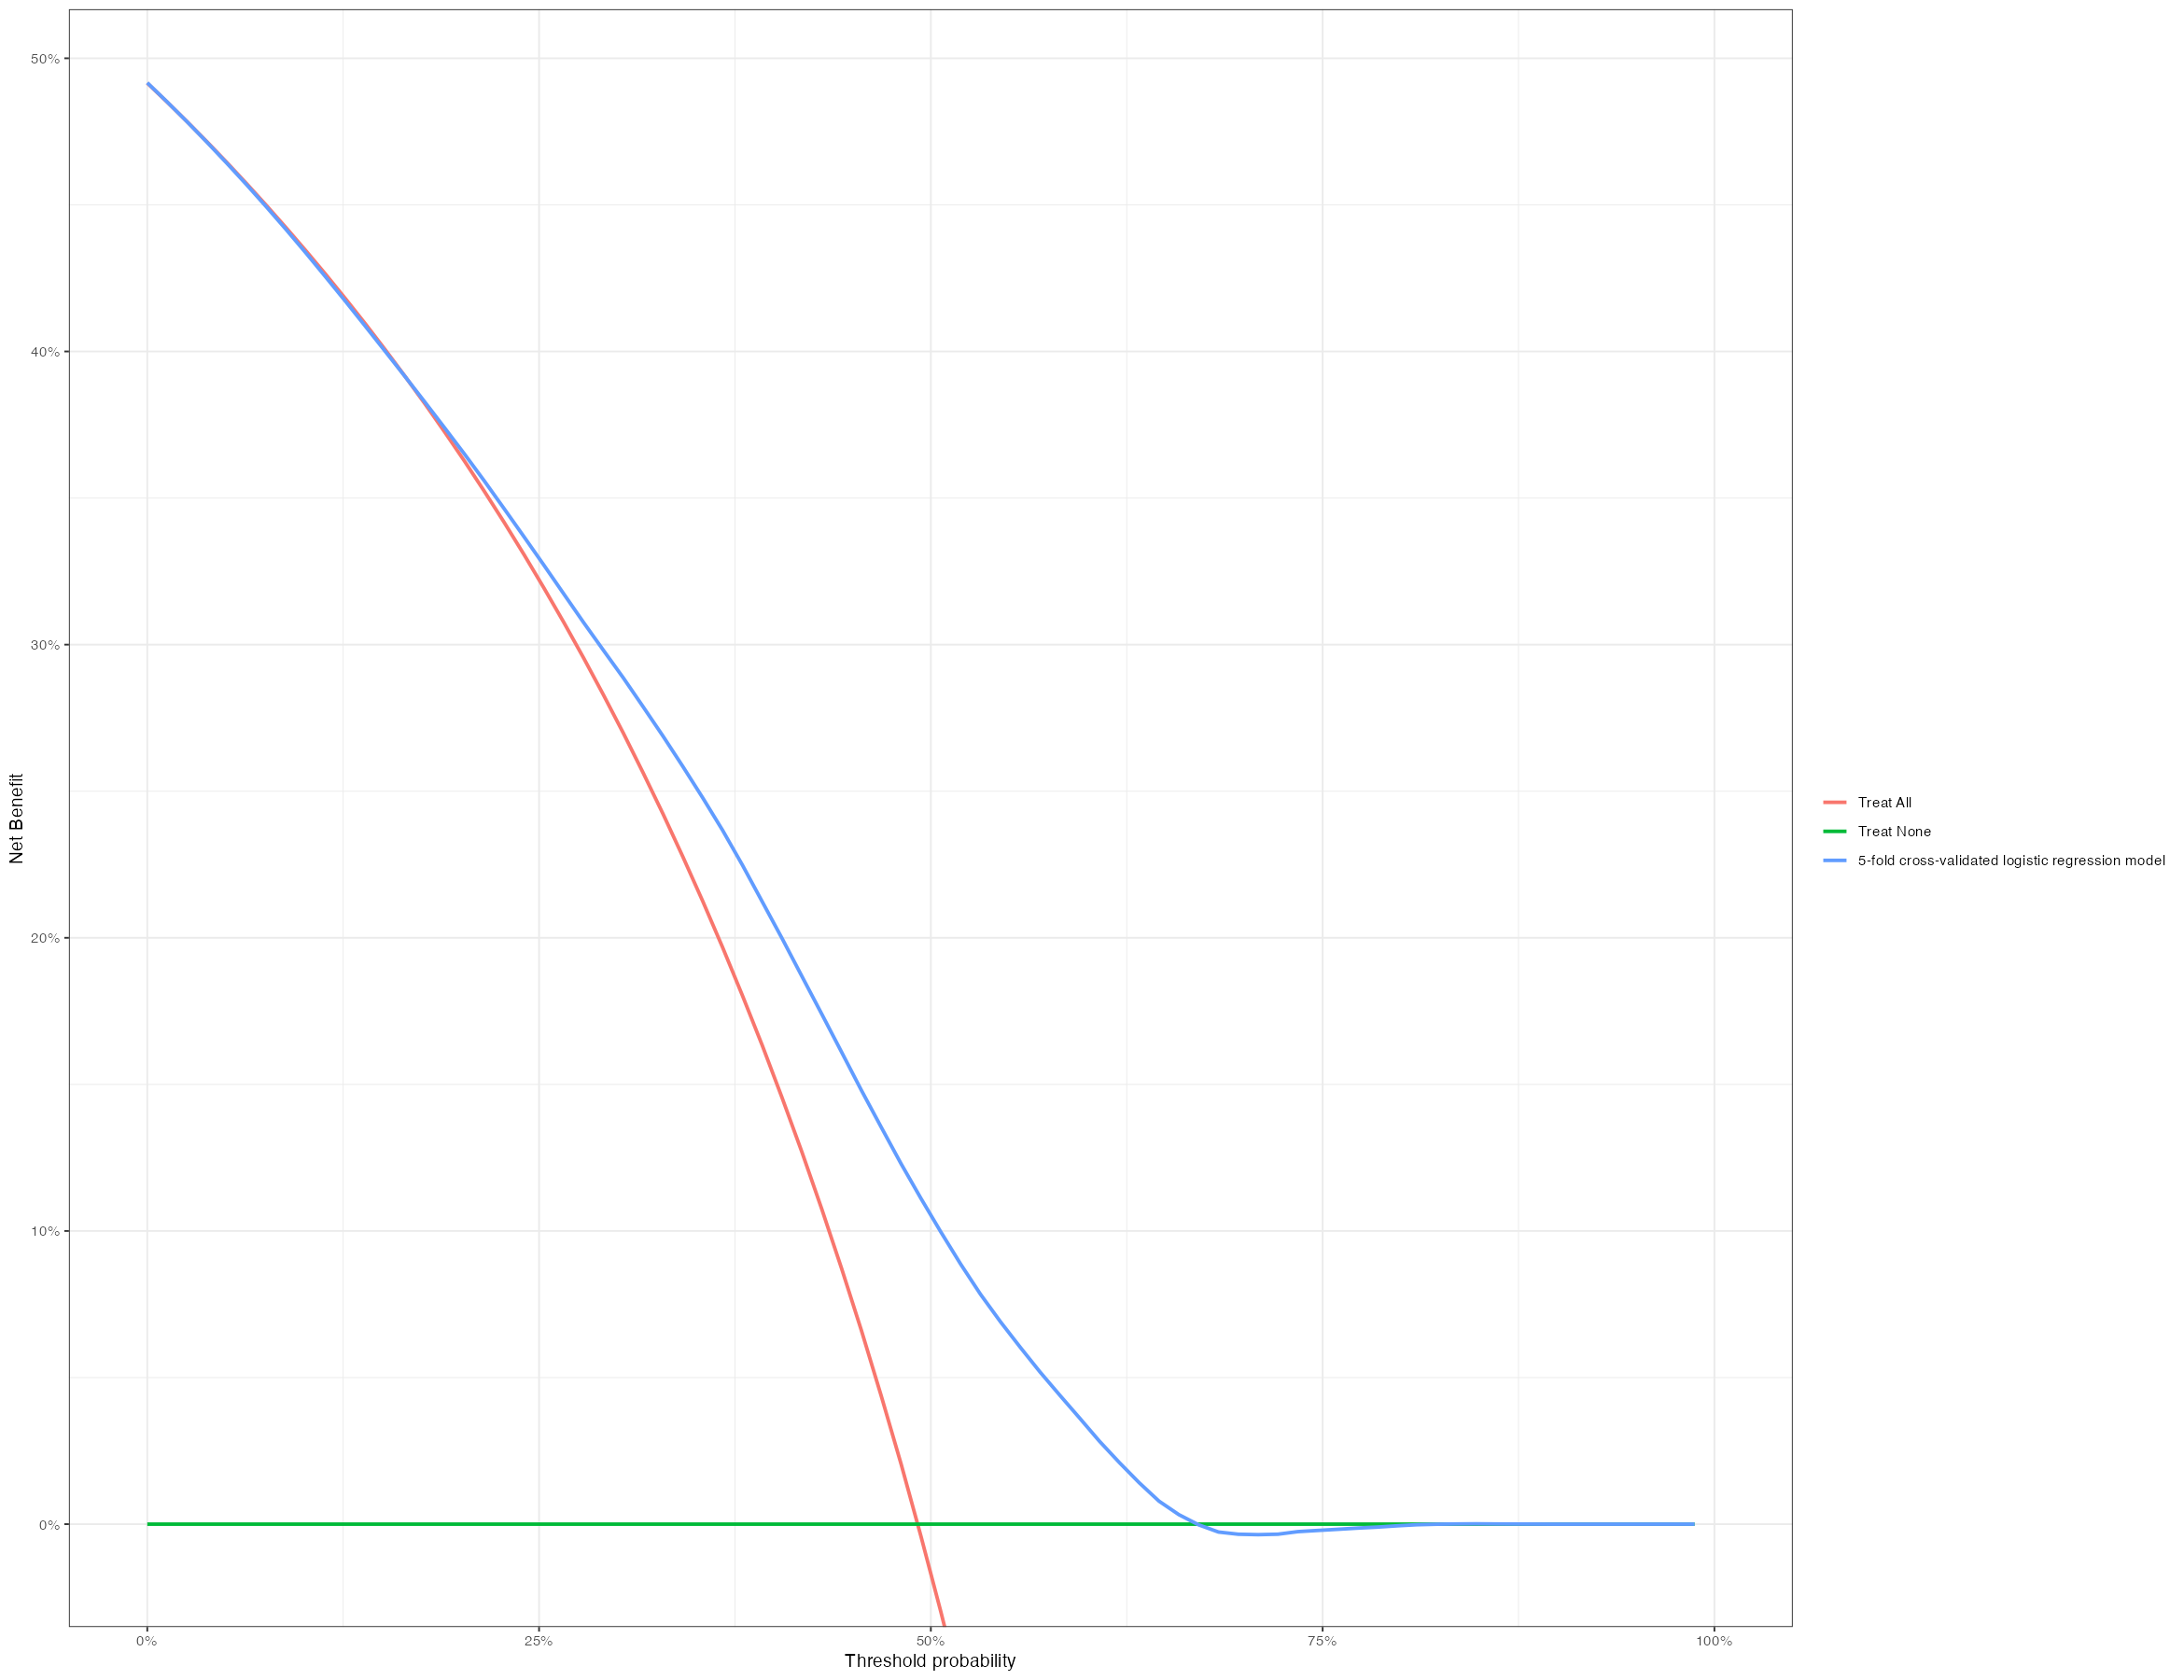 50%
40%
30%
20%
10%
0%
Net Benefit
0% 25% 50% 75% 100%
Threshold probability
Treat All
Treat None
5-fold cross-validated logistic regression model